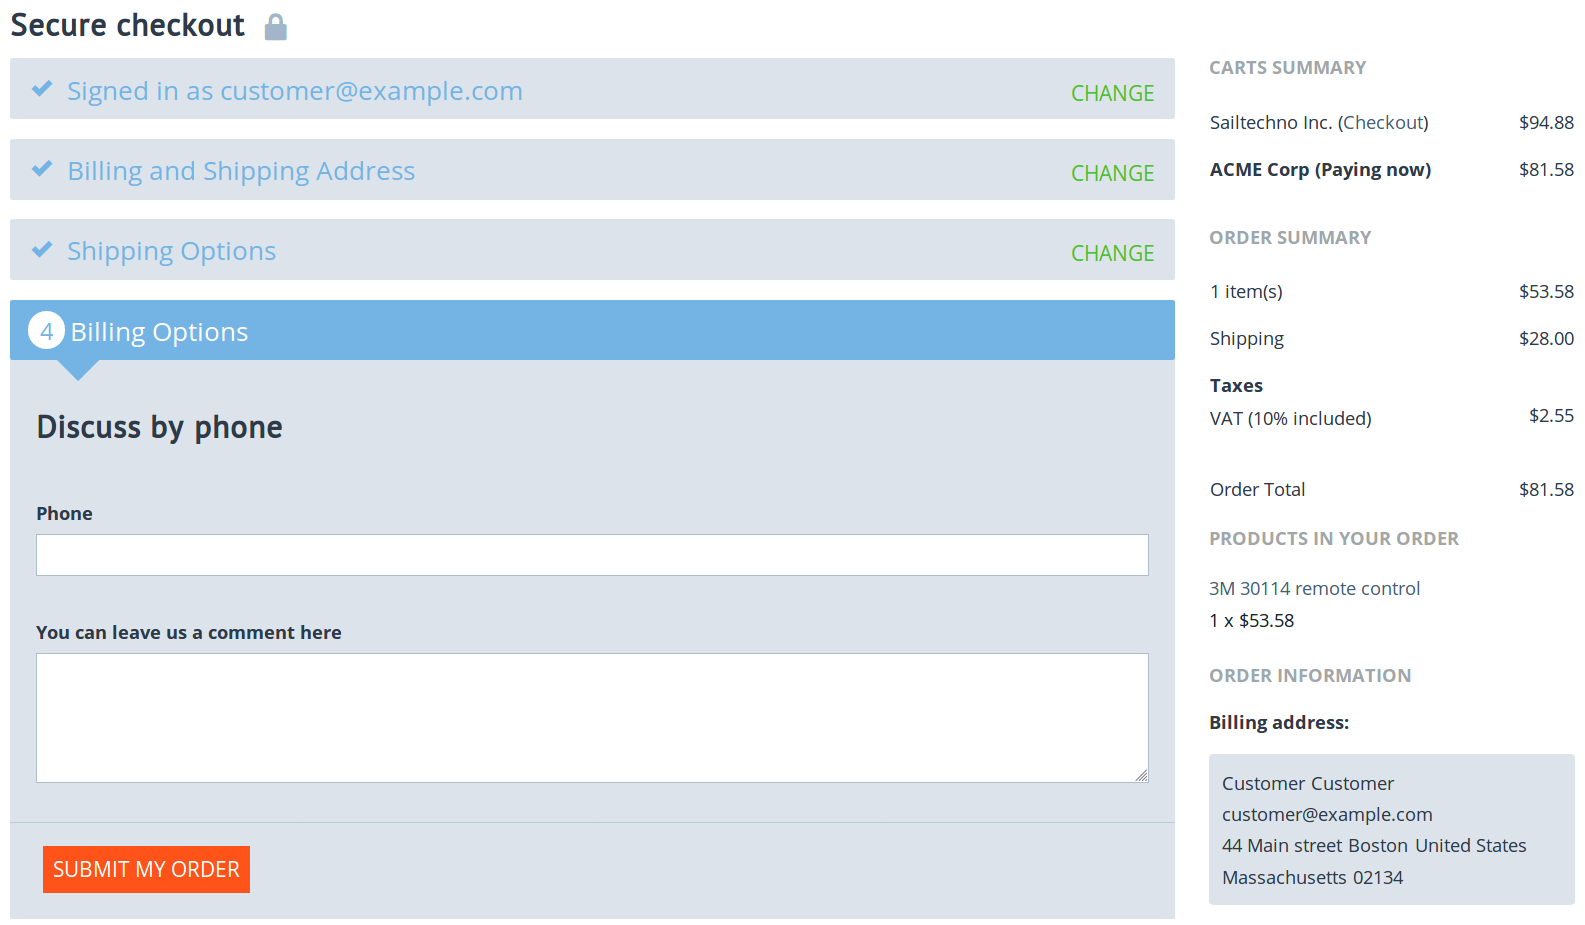 Secure checkout
Signed in as customer@example.com
CHANGE
Billing and Shipping Address
CHANGE
Shipping Options
CHANGE
4 Billing Options
Discuss by phone
Phone
You can leave us a comment here
SUBMIT MY ORDER
CARTS SUMMARY
Sailtechno Inc. (Checkout) $94.88
ACME Corp (Paying now) $81.58
ORDER SUMMARY
1 item(s) $53.58
Shipping $28.00
Taxes
VAT (10% included) $2.55
Order Total $81.58
PRODUCTS IN YOUR ORDER
3M 30114 remote control
1 x $53.58
ORDER INFORMATION
Billing address:
Customer Customer
customer@example.com
44 Main street Boston United States
Massachusetts 02134